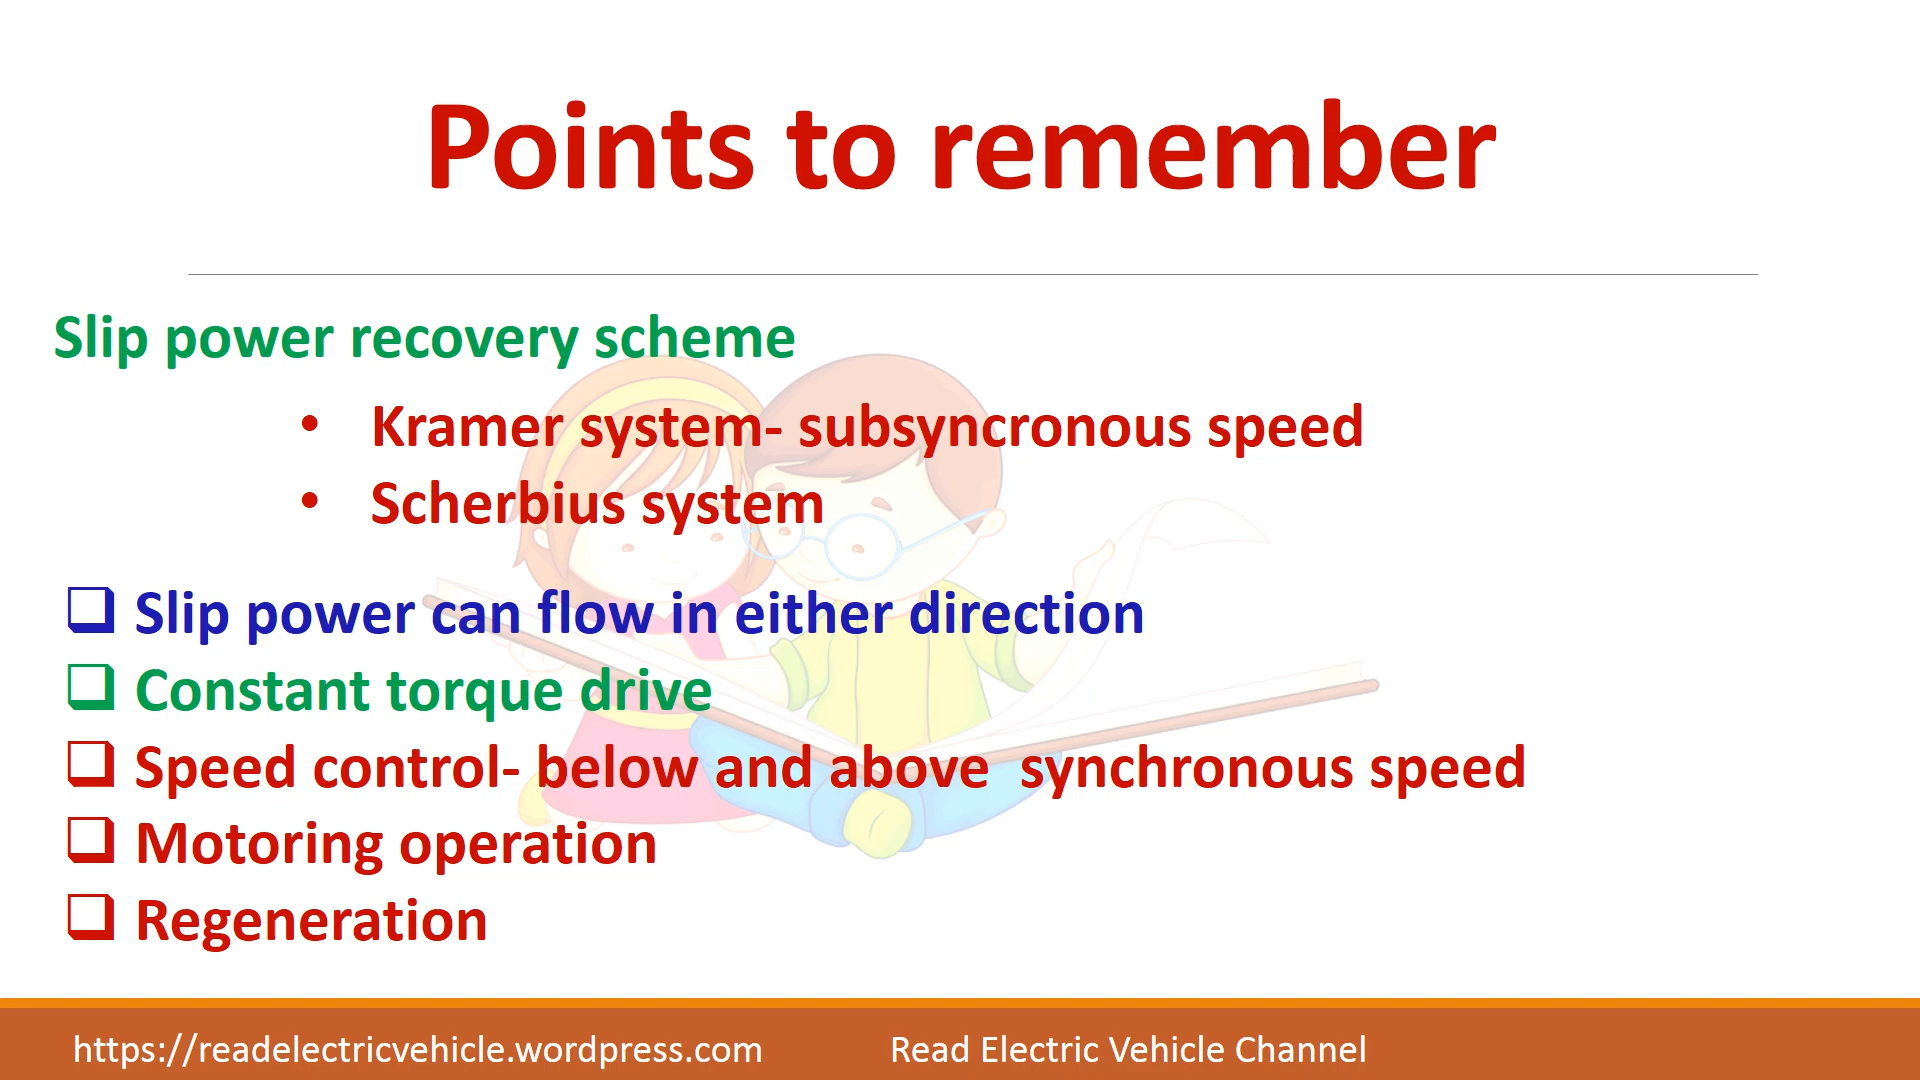 Points to remember
Slip power recovery scheme
• Kramer system- subsyncronous speed
• Scherbius system
❑ Slip power can flow in either direction
❑ Constant torque drive
❑ Speed control- below and above  synchronous speed
❑ Motoring operation
❑ Regeneration
https://readelectricvehicle.wordpress.com
Read Electric Vehicle Channel